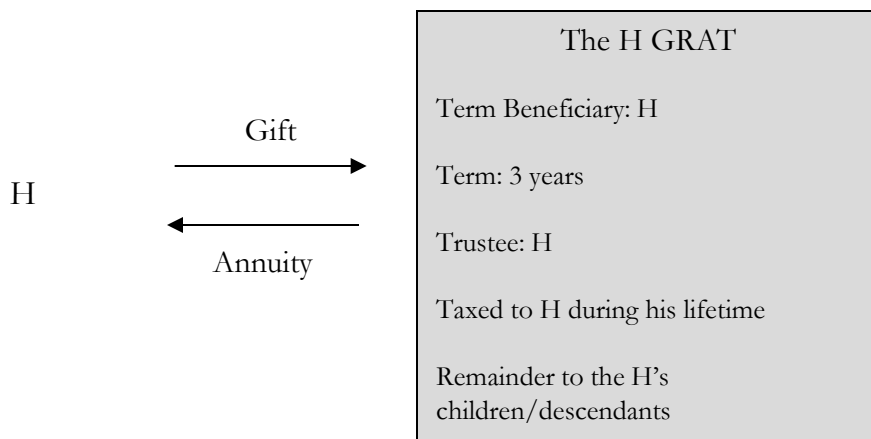 The H GRAT
Term Beneficiary: H
Gift
Term: 3 years
H
Trustee: H
Annuity
Taxed to H during his lifetime
Remainder to the H's
children/descendants